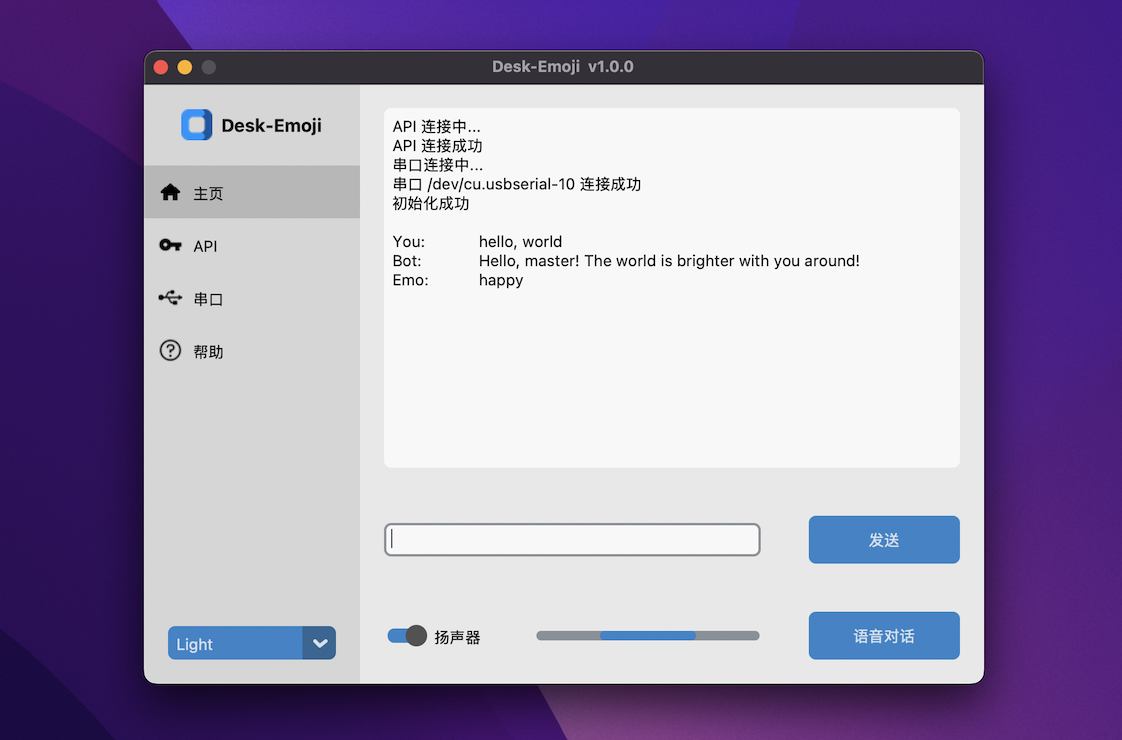 Desk-Emoji v1.0.0
Desk-Emoji
主页
API
串口
帮助
Light
API 连接中...
API 连接成功
串口连接中...
串口 /dev/cu.usbserial-10 连接成功
初始化成功
You: hello, world
Bot: Hello, master! The world is brighter with you around!
Emo: happy
发送
扬声器
语音对话